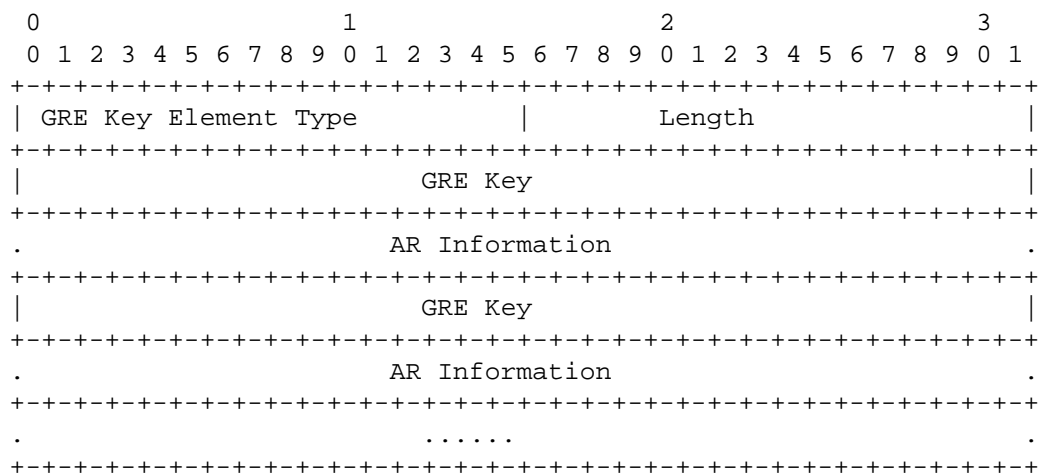 0                   1                   2                   3
 0 1 2 3 4 5 6 7 8 9 0 1 2 3 4 5 6 7 8 9 0 1 2 3 4 5 6 7 8 9 0 1
+-+-+-+-+-+-+-+-+-+-+-+-+-+-+-+-+-+-+-+-+-+-+-+-+-+-+-+-+-+-+-+-+
| GRE Key Element Type          |        Length                 |
+-+-+-+-+-+-+-+-+-+-+-+-+-+-+-+-+-+-+-+-+-+-+-+-+-+-+-+-+-+-+-+-+
|                         GRE Key                               |
+-+-+-+-+-+-+-+-+-+-+-+-+-+-+-+-+-+-+-+-+-+-+-+-+-+-+-+-+-+-+-+-+
.                       AR Information                          .
+-+-+-+-+-+-+-+-+-+-+-+-+-+-+-+-+-+-+-+-+-+-+-+-+-+-+-+-+-+-+-+-+
|                         GRE Key                               |
+-+-+-+-+-+-+-+-+-+-+-+-+-+-+-+-+-+-+-+-+-+-+-+-+-+-+-+-+-+-+-+-+
.                       AR Information                          .
+-+-+-+-+-+-+-+-+-+-+-+-+-+-+-+-+-+-+-+-+-+-+-+-+-+-+-+-+-+-+-+-+
.                         ......                                .
+-+-+-+-+-+-+-+-+-+-+-+-+-+-+-+-+-+-+-+-+-+-+-+-+-+-+-+-+-+-+-+-+